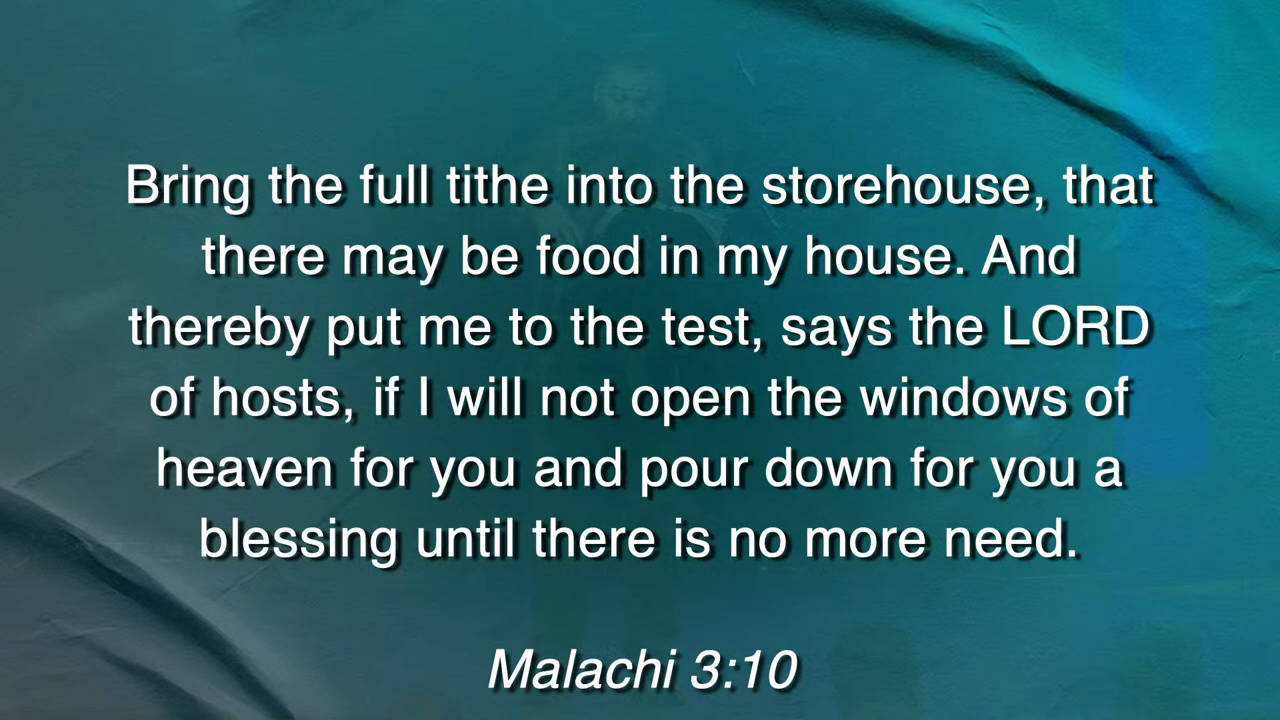 Bring the full tithe into the storehouse, that
there may be food in my house. And
thereby put me to the test, says the LORD
of hosts, if I will not open the windows of
heaven for you and pour down for you a
blessing until there is no more need.
Malachi 3:10